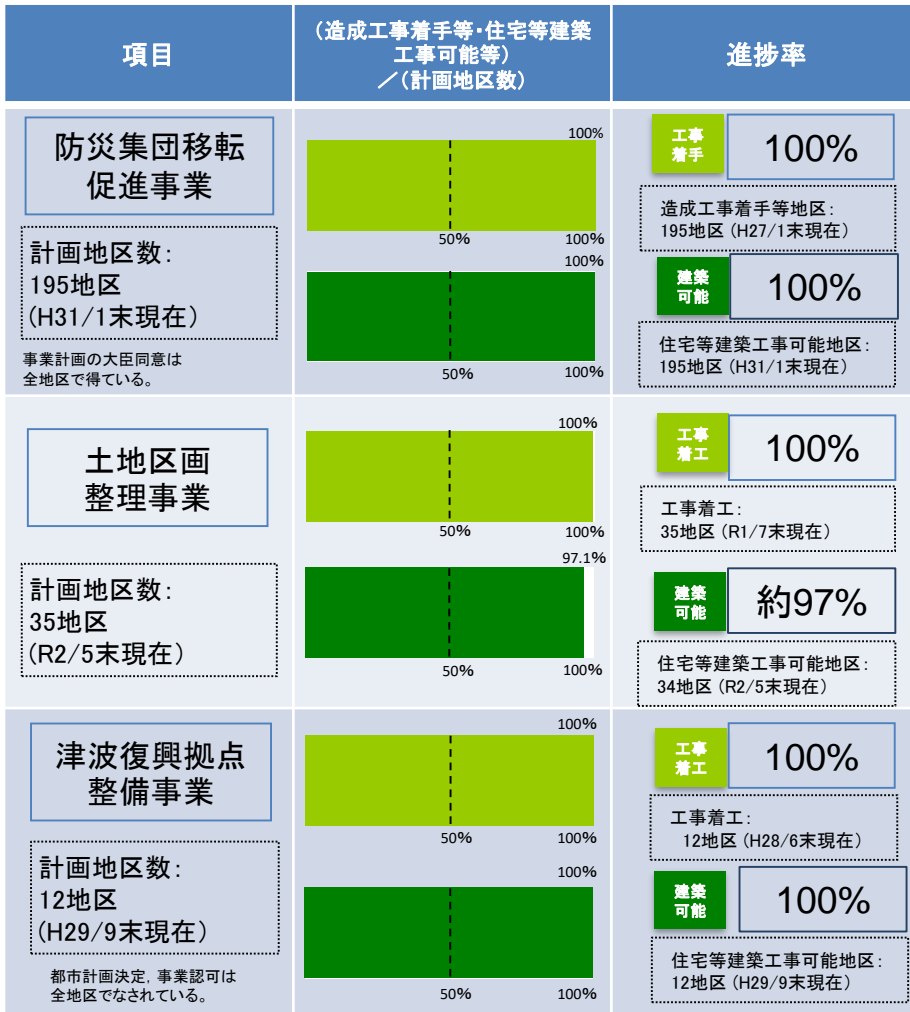 項目
(造成工事着手等・住宅等建築
工事可能等)
／(計画地区数)
進捗率
防災集団移転
促進事業
計画地区数：
195地区
(H31/1末現在)
事業計画の大臣同意は
全地区で得ている。
100%
50%
100%
100%
50%
100%
工事
着手
100%
造成工事着手等地区：
195地区 (H27/1末現在)
建築
可能
100%
住宅等建築工事可能地区：
195地区 (H31/1末現在)
土地区画
整理事業
計画地区数：
35地区
(R2/5末現在)
100%
50%
100%
97.1%
50%
100%
工事
着工
100%
工事着工：
35地区 (R1/7末現在)
建築
可能
約97%
住宅等建築工事可能地区：
34地区 (R2/5末現在)
津波復興拠点
整備事業
計画地区数：
12地区
(H29/9末現在)
都市計画決定，事業認可は
全地区でなされている。
100%
50%
100%
100%
50%
100%
工事
着工
100%
工事着工：
12地区 (H28/6末現在)
建築
可能
100%
住宅等建築工事可能地区：
12地区 (H29/9末現在)